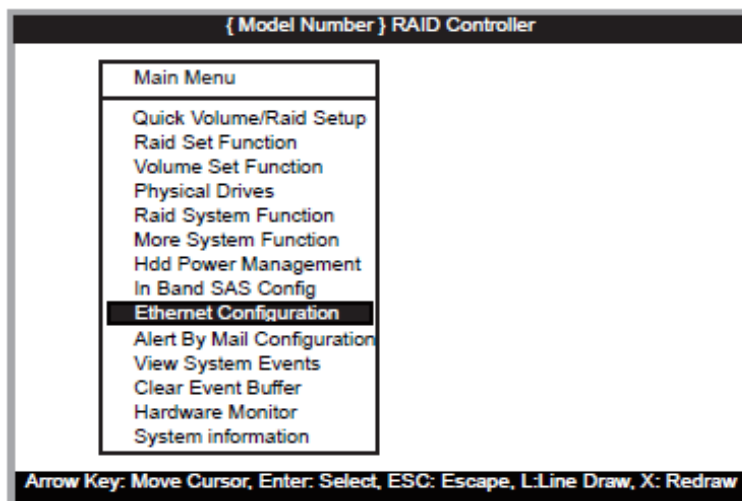 { Model Number } RAID Controller
Main Menu
Quick Volume/Raid Setup
Raid Set Function
Volume Set Function
Physical Drives
Raid System Function
More System Function
Hdd Power Management
In Band SAS Config
Ethernet Configuration
Alert By Mail Configuration
View System Events
Clear Event Buffer
Hardware Monitor
System information
Arrow Key: Move Cursor, Enter: Select, ESC: Escape, L:Line Draw, X: Redraw